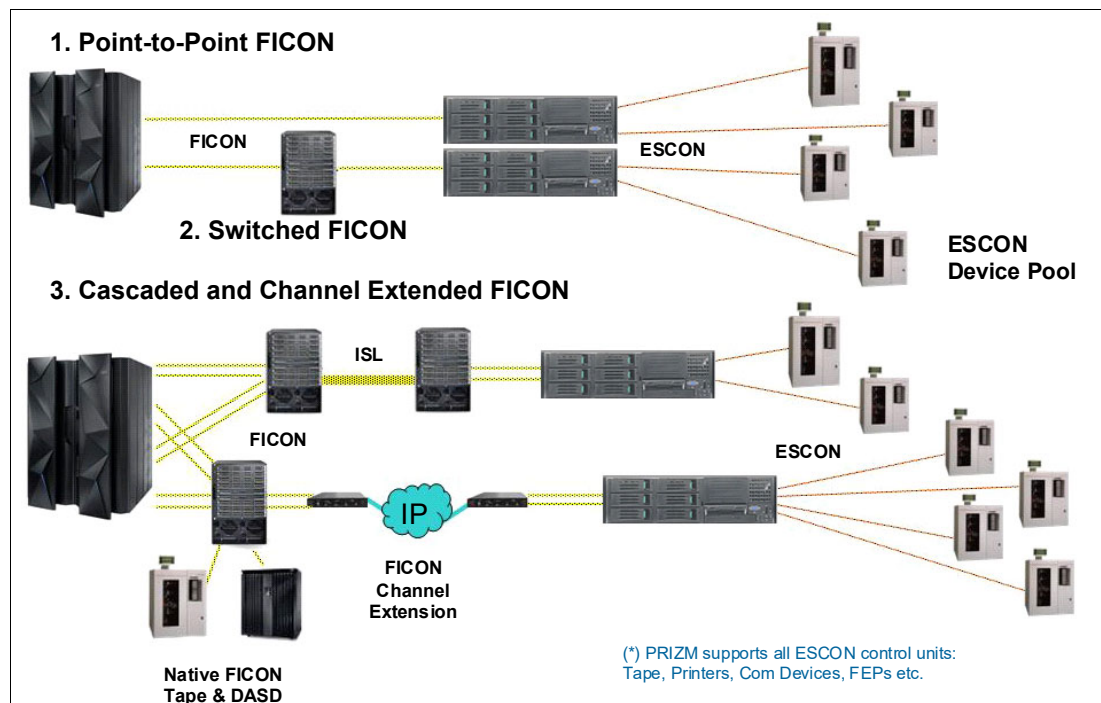 1. Point-to-Point FICON
FICON
ESCON
2. Switched FICON
ESCON
Device Pool
3. Cascaded and Channel Extended FICON
ISL
FICON
ESCON
IP
FICON
Channel
Extension
Native FICON
Tape & DASD
(*) PRIZM supports all ESCON control units:
Tape, Printers, Com Devices, FEPs etc.